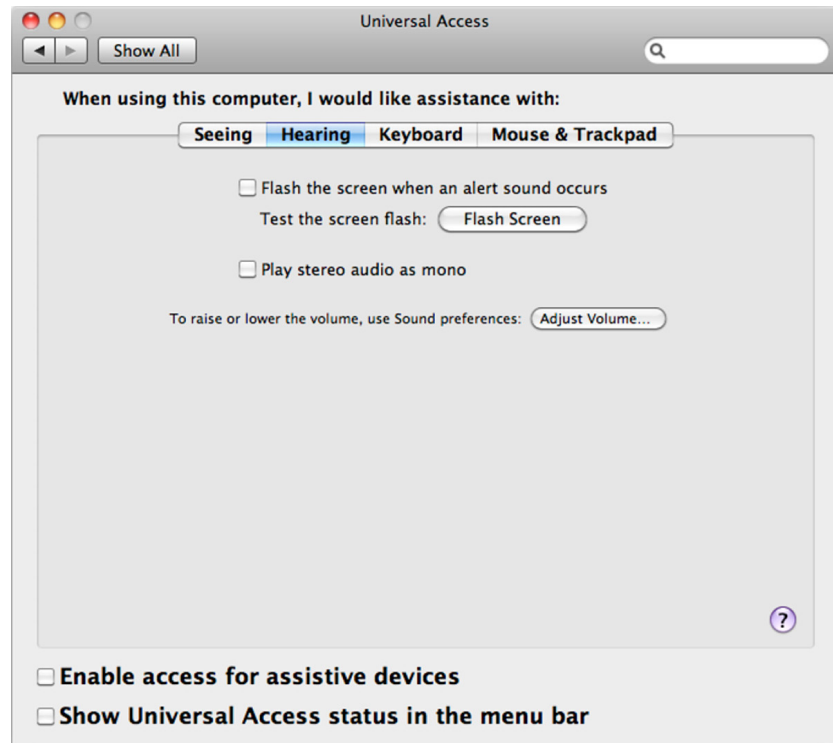 Universal Access
Show All
When using this computer, I would like assistance with:
Seeing Hearing Keyboard Mouse & Trackpad
Flash the screen when an alert sound occurs
Test the screen flash: Flash Screen
Play stereo audio as mono
To raise or lower the volume, use Sound preferences: Adjust Volume...
?
Enable access for assistive devices
Show Universal Access status in the menu bar